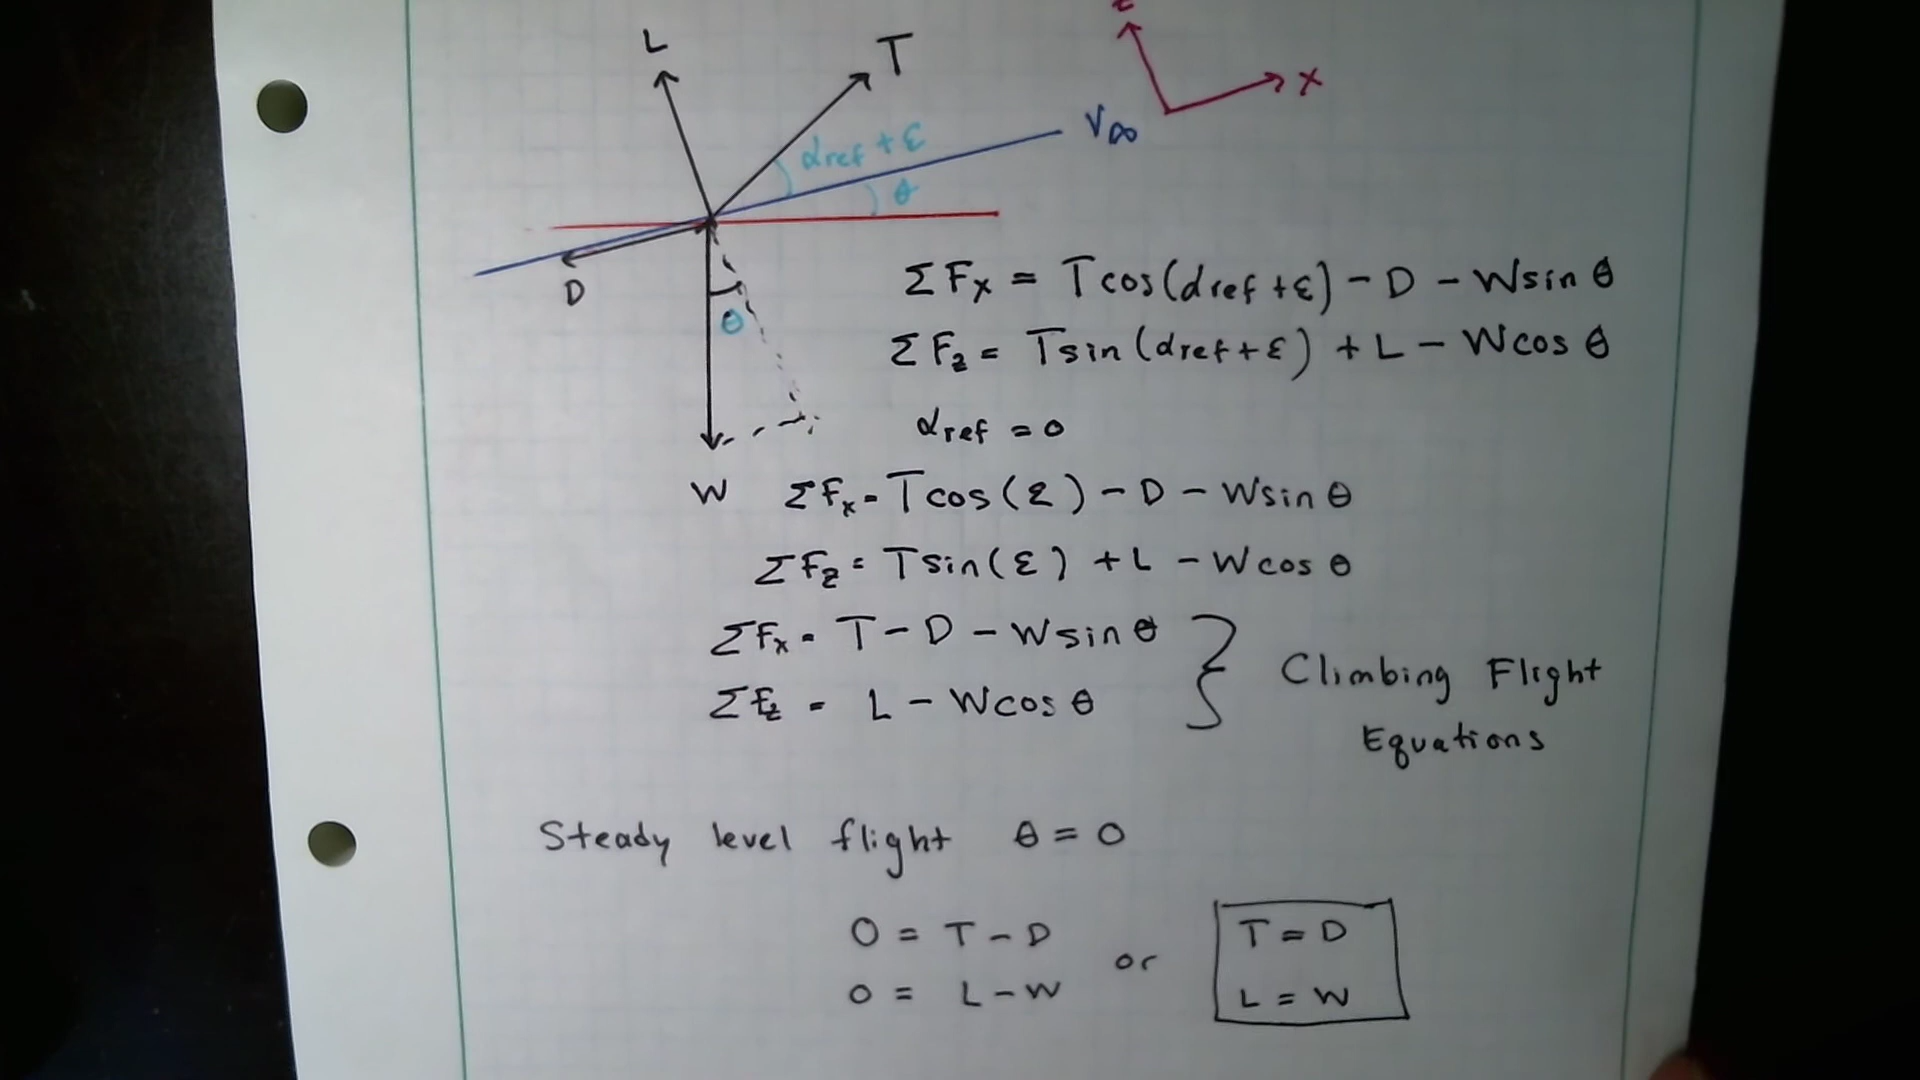 z
L
T
x
V∞
αref + ε
θ
D
θ
ΣFx = Tcos(αref + ε) - D - Wsin θ
ΣFz = Tsin(αref + ε) + L - Wcos θ
αref = 0
W
ΣFx = Tcos(ε) - D - Wsin θ
ΣFz = Tsin(ε) + L - Wcos θ
ΣFx = T - D - Wsin θ
ΣFz = L - Wcos θ
Climbing Flight
Equations
Steady level flight θ = 0
0 = T - D
0 = L - W
or
T = D
L = W